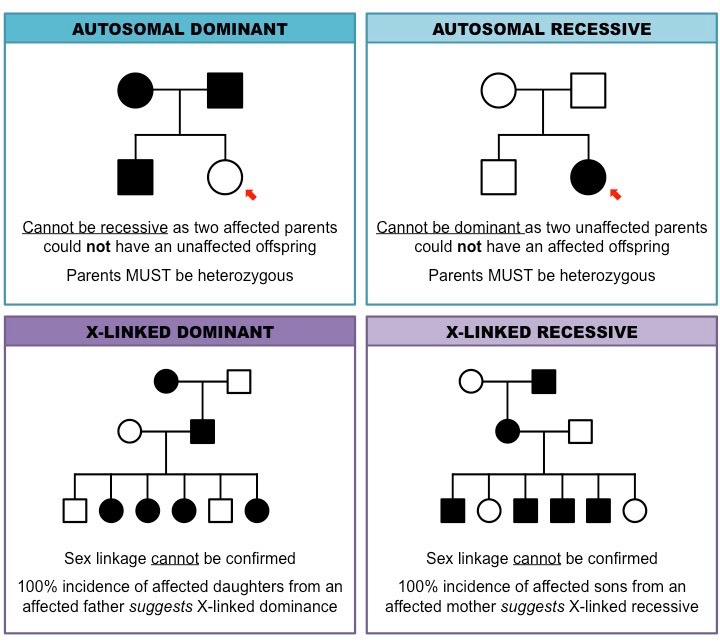 AUTOSOMAL DOMINANT
Cannot be recessive as two affected parents
could not have an unaffected offspring
Parents MUST be heterozygous
AUTOSOMAL RECESSIVE
Cannot be dominant as two unaffected parents
could not have an affected offspring
Parents MUST be heterozygous
X-LINKED DOMINANT
Sex linkage cannot be confirmed
100% incidence of affected daughters from an
affected father suggests X-linked dominance
X-LINKED RECESSIVE
Sex linkage cannot be confirmed
100% incidence of affected sons from an
affected mother suggests X-linked recessive